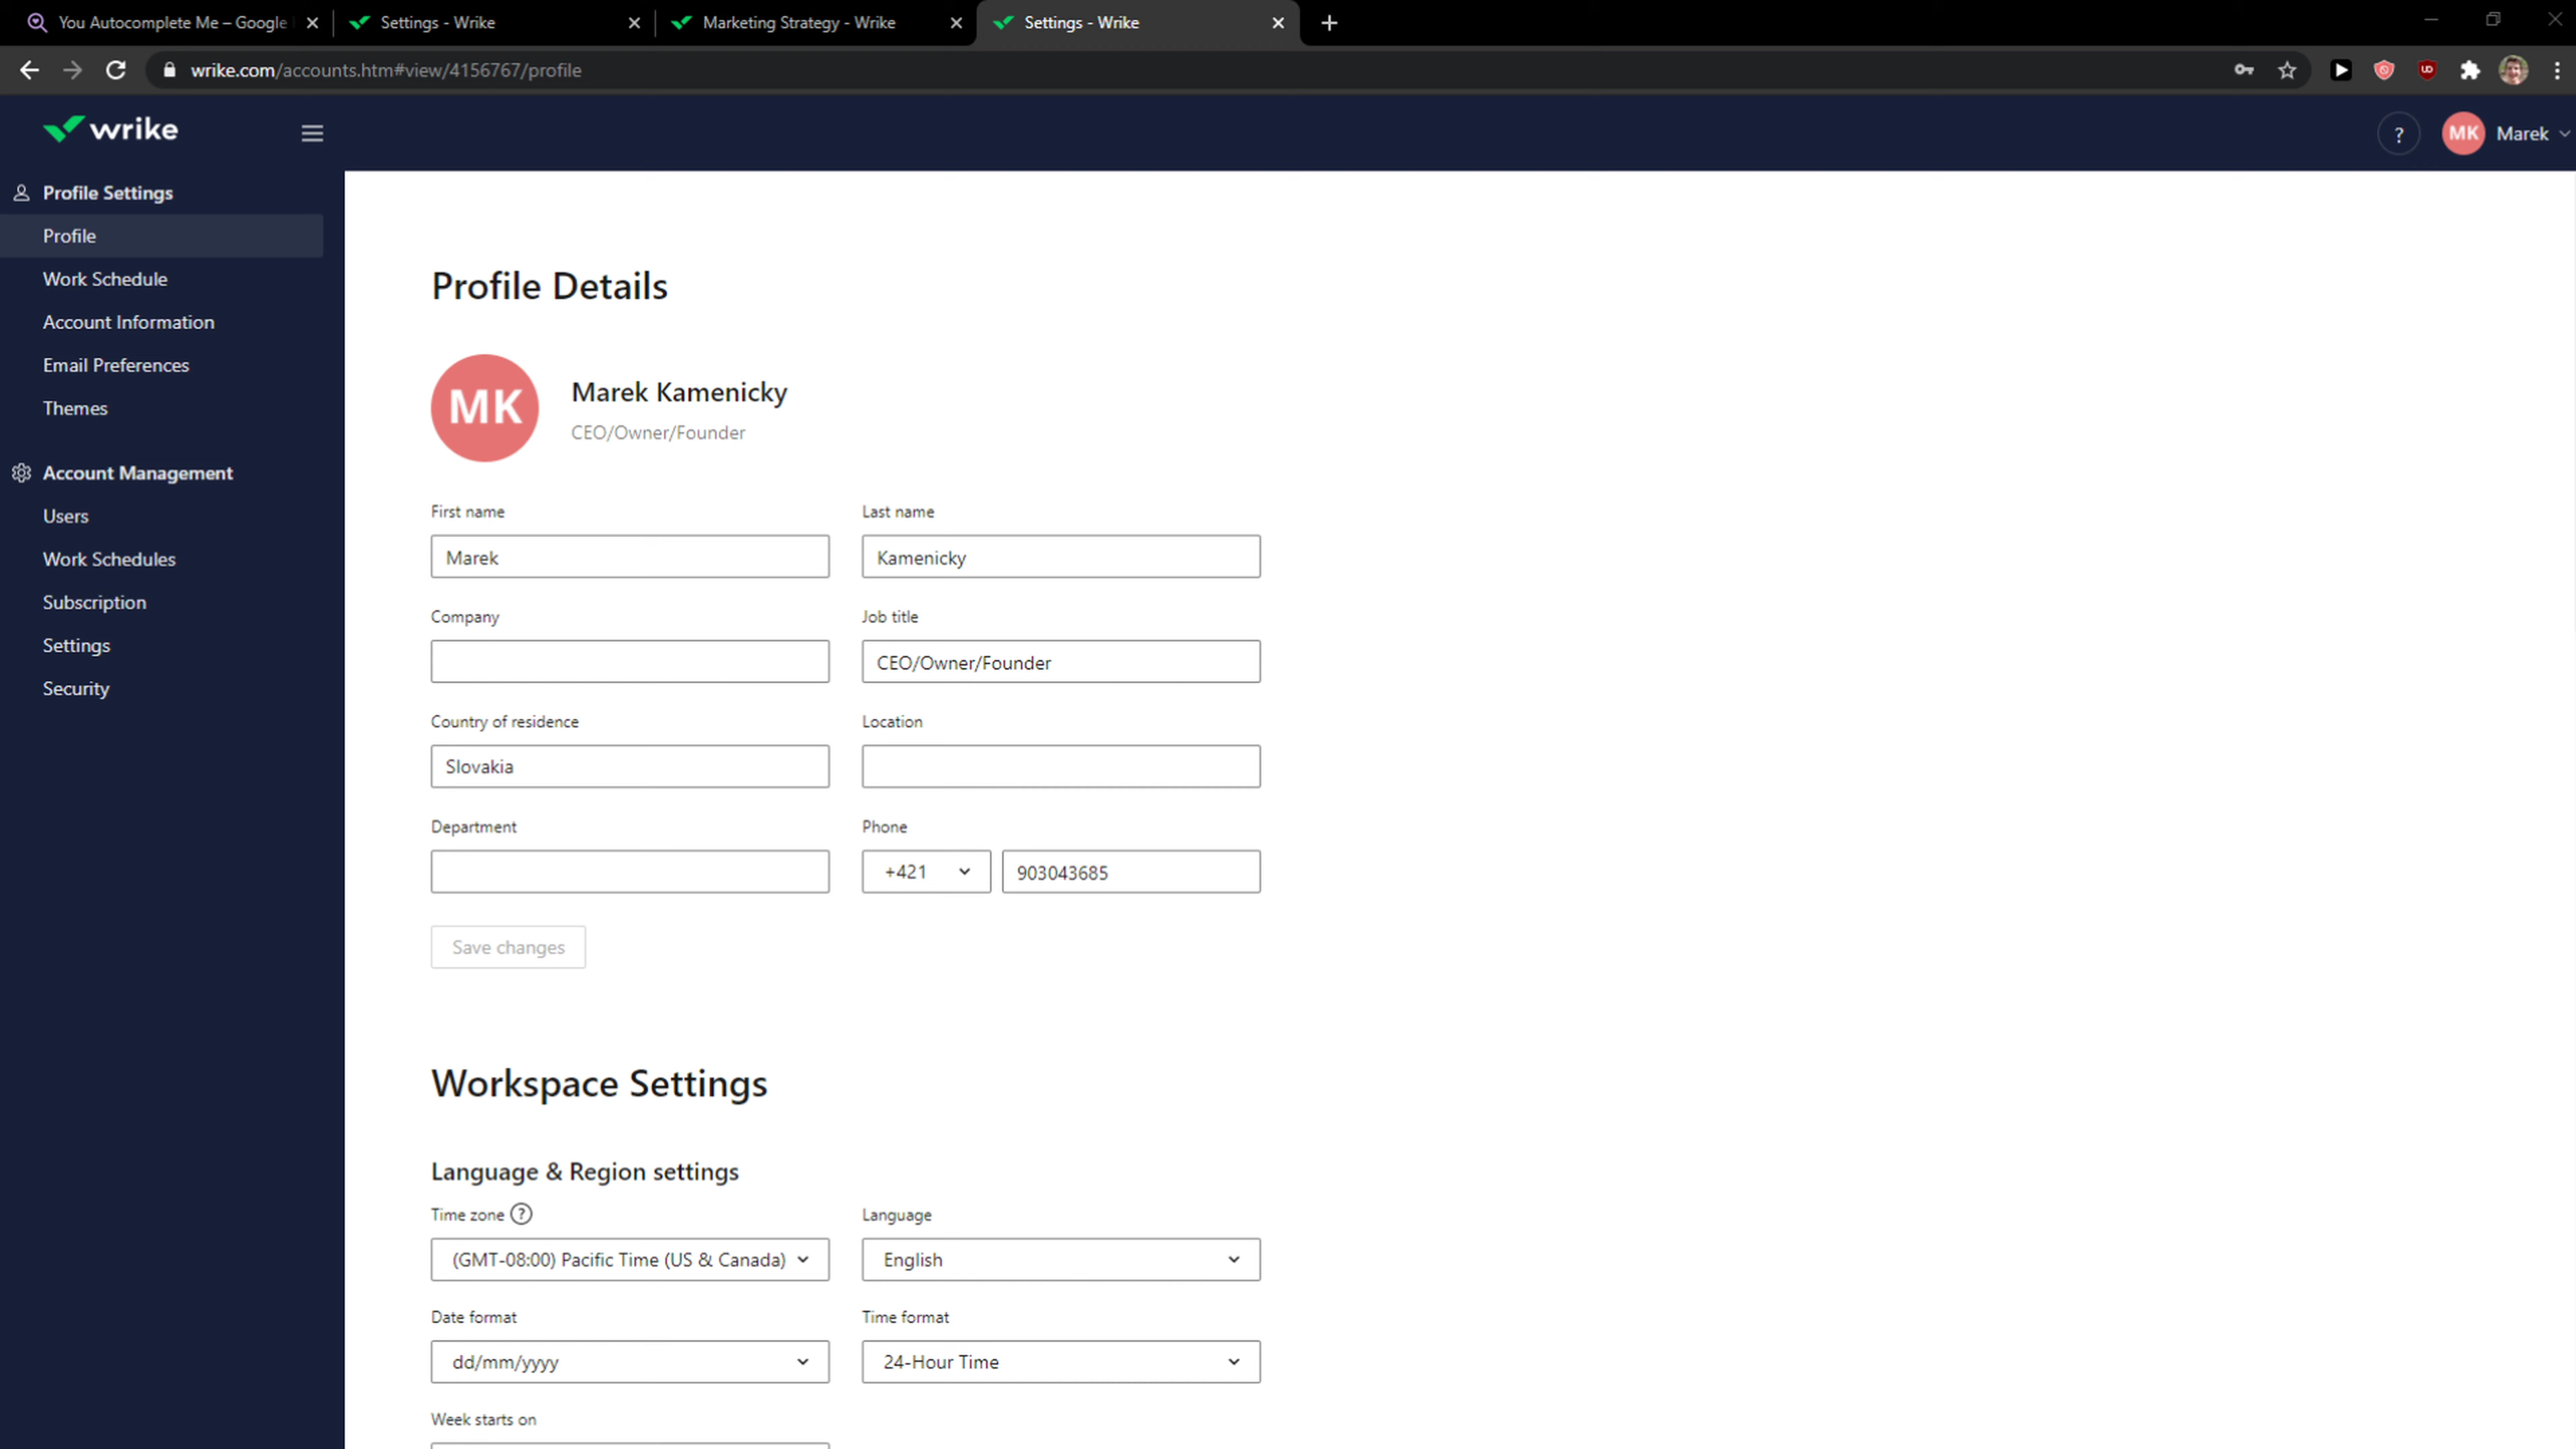 You Autocomplete Me – Google
Settings - Wrike
Marketing Strategy - Wrike
Settings - Wrike
wrike.com/accounts.htm#view/4156767/profile
wrike
?
MK
Marek
Profile Settings
Profile
Work Schedule
Account Information
Email Preferences
Themes
Account Management
Users
Work Schedules
Subscription
Settings
Security
Profile Details
MK
Marek Kamenicky
CEO/Owner/Founder
First name
Last name
Marek
Kamenicky
Company
Job title
CEO/Owner/Founder
Country of residence
Location
Slovakia
Department
Phone
+421
903043685
Save changes
Workspace Settings
Language & Region settings
Time zone ?
Language
(GMT-08:00) Pacific Time (US & Canada)
English
Date format
Time format
dd/mm/yyyy
24-Hour Time
Week starts on